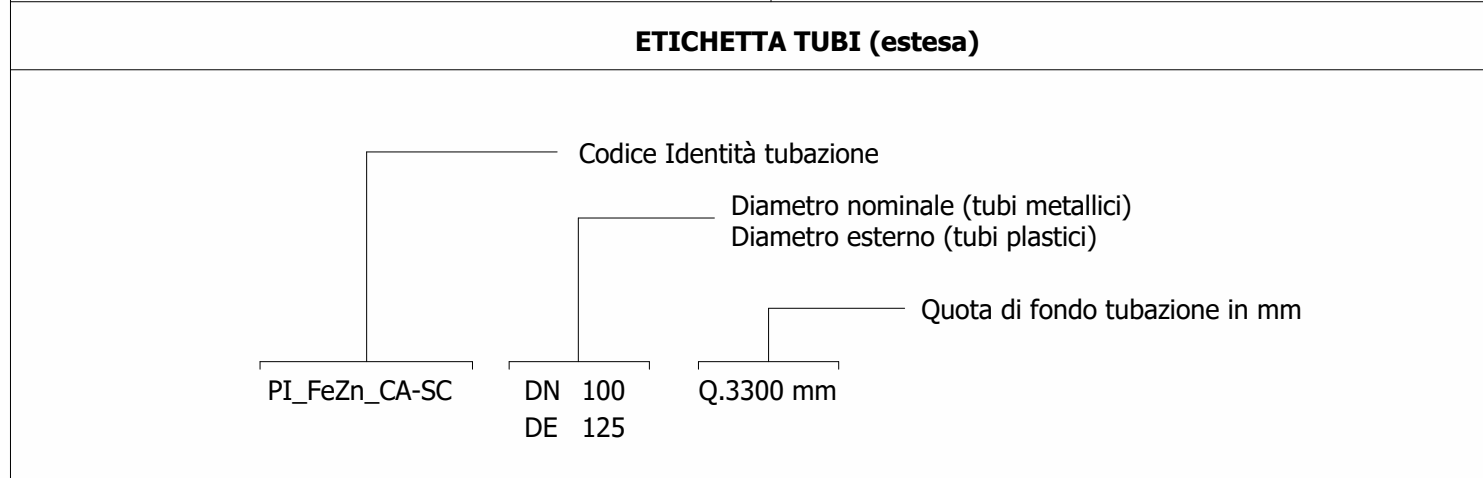 ETICHETTA TUBI (estesa)
Codice Identità tubazione
Diametro nominale (tubi metallici)
Diametro esterno (tubi plastici)
Quota di fondo tubazione in mm
PI_FeZn_CA-SC DN 100 Q.3300 mm
DE 125